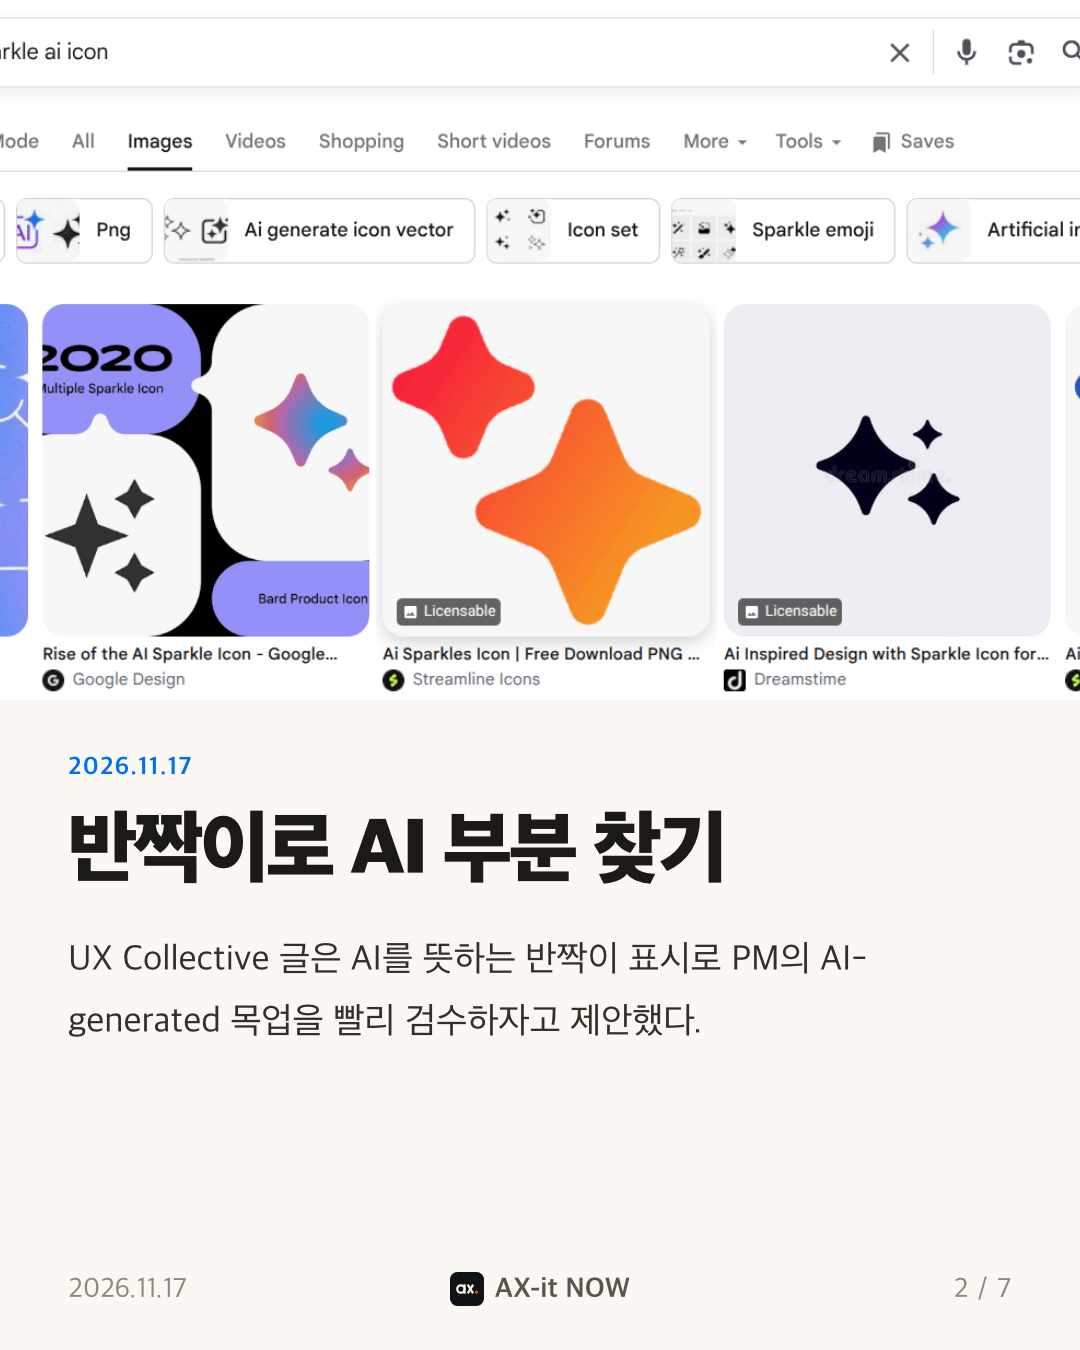 rkle ai icon
Mode All Images Videos Shopping Short videos Forums More Tools Saves
AI Png Ai generate icon vector Icon set Sparkle emoji Artificial
2020
Multiple Sparkle Icon
Bard Product Icon
dreamstime.
Licensable
Licensable
Rise of the AI Sparkle Icon - Google...
Google Design
Ai Sparkles Icon | Free Download PNG ...
Streamline Icons
Ai Inspired Design with Sparkle Icon for...
Dreamstime
Ai
2026.11.17
반짝이로 AI 부분 찾기
UX Collective 글은 AI를 뜻하는 반짝이 표시로 PM의 AI-
generated 목업을 빨리 검수하자고 제안했다.
2026.11.17
ax. AX-it NOW
2 / 7